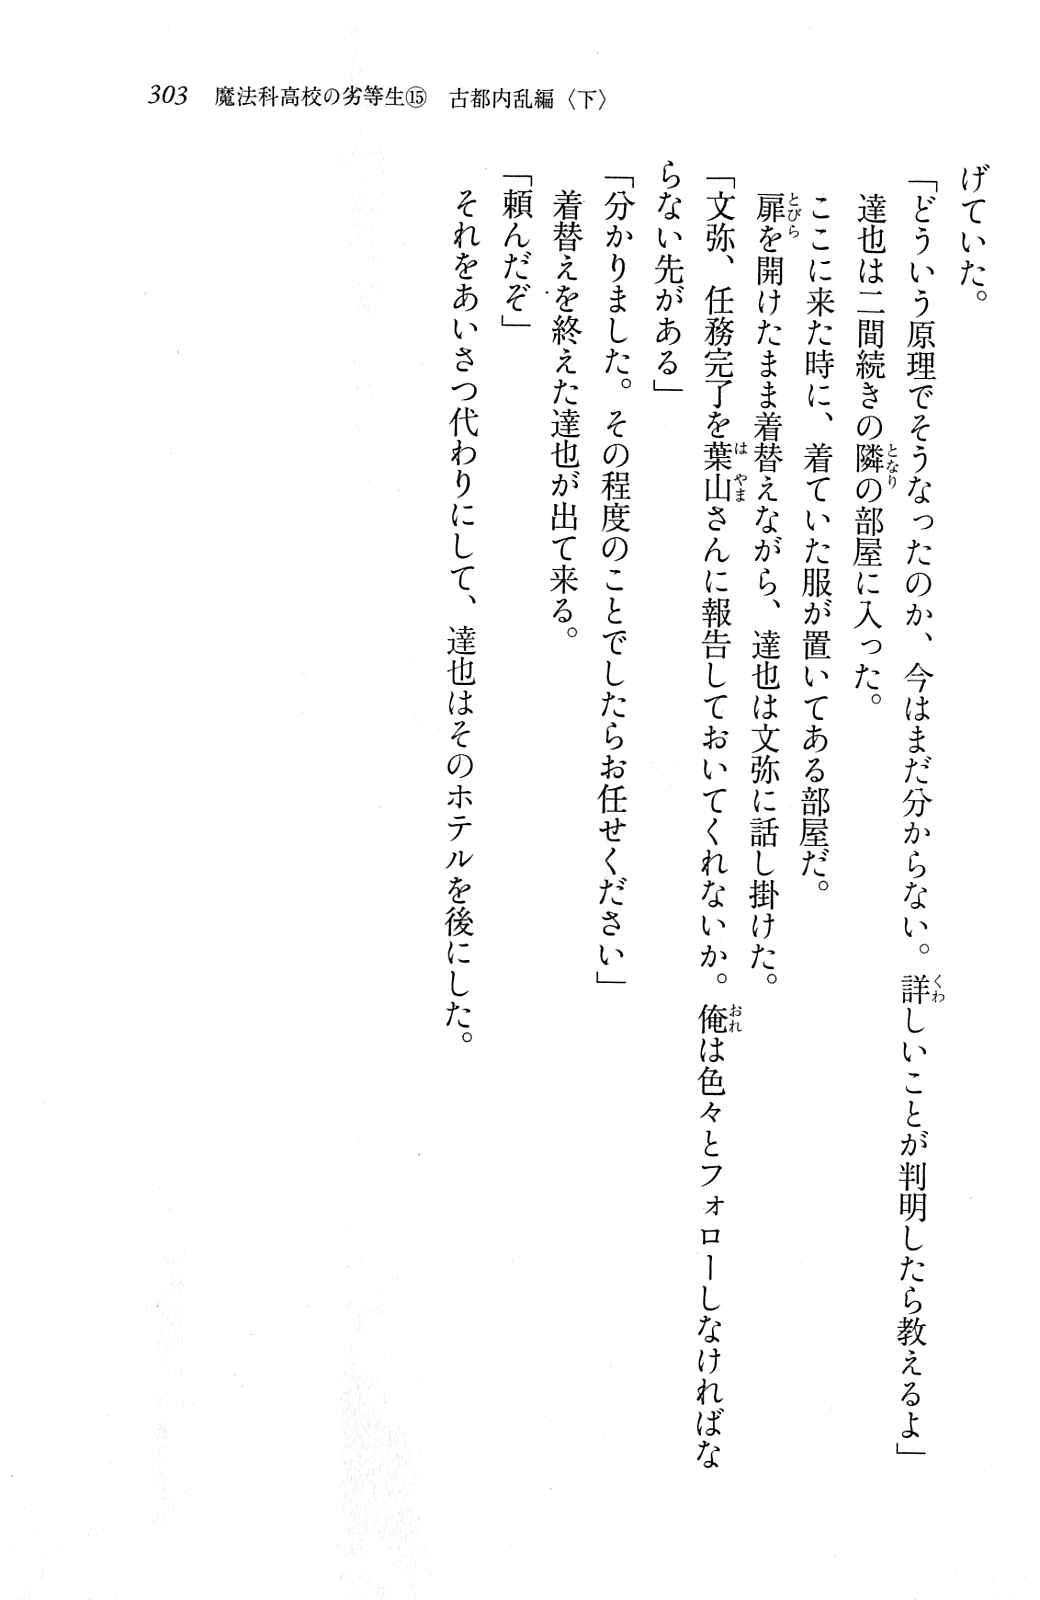 303 魔法科高校の劣等生⑮ 古都内乱編〈下〉
げていた。
「どういう原理でそうなったのか、今はまだ分からない。詳しいことが判明したら教えるよ」
達也は二間続きの隣の部屋に入った。
ここに来た時に、着ていた服が置いてある部屋だ。
扉を開けたまま着替えながら、達也は文弥に話し掛けた。
「文弥、任務完了を葉山さんに報告しておいてくれないか。俺は色々とフォローしなければな
らない先がある」
「分かりました。その程度のことでしたらお任せください」
着替えを終えた達也が出て来る。
「頼んだぞ」
それをあいさつ代わりにして、達也はそのホテルを後にした。